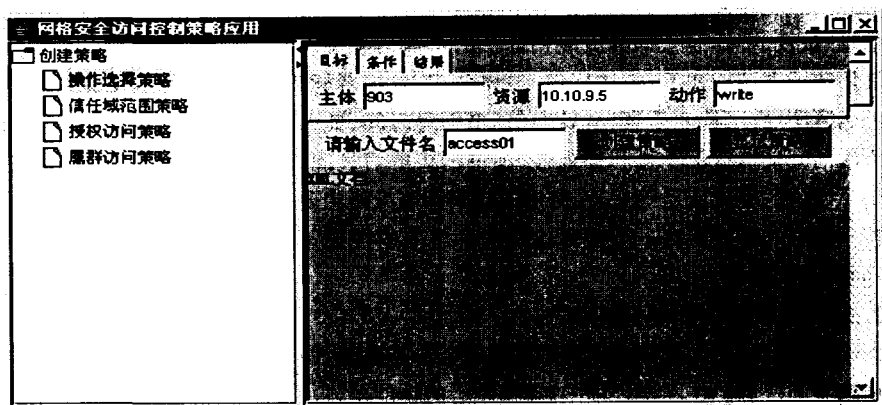 网格安全访问控制策略应用
创建策略
操作选择策略
信任域范围策略
授权访问策略
属群访问策略
目标 条件 结果
主体 903 资源 10.10.9.5 动作 write
请输入文件名 access01